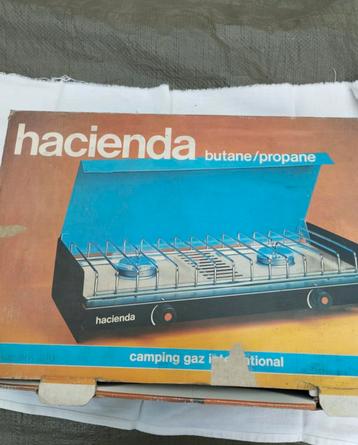 hacienda
butane/propane
hacienda
camping gaz international